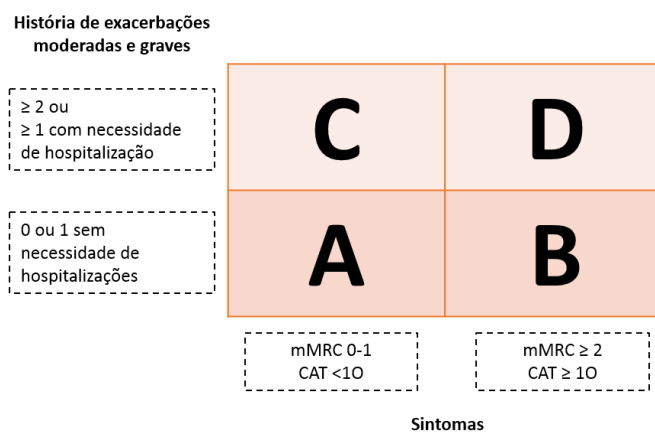 História de exacerbações
moderadas e graves
≥ 2 ou
≥ 1 com necessidade
de hospitalização
C
D
0 ou 1 sem
necessidade de
hospitalizações
A
B
mMRC 0-1
CAT <1O
mMRC ≥ 2
CAT ≥ 1O
Sintomas